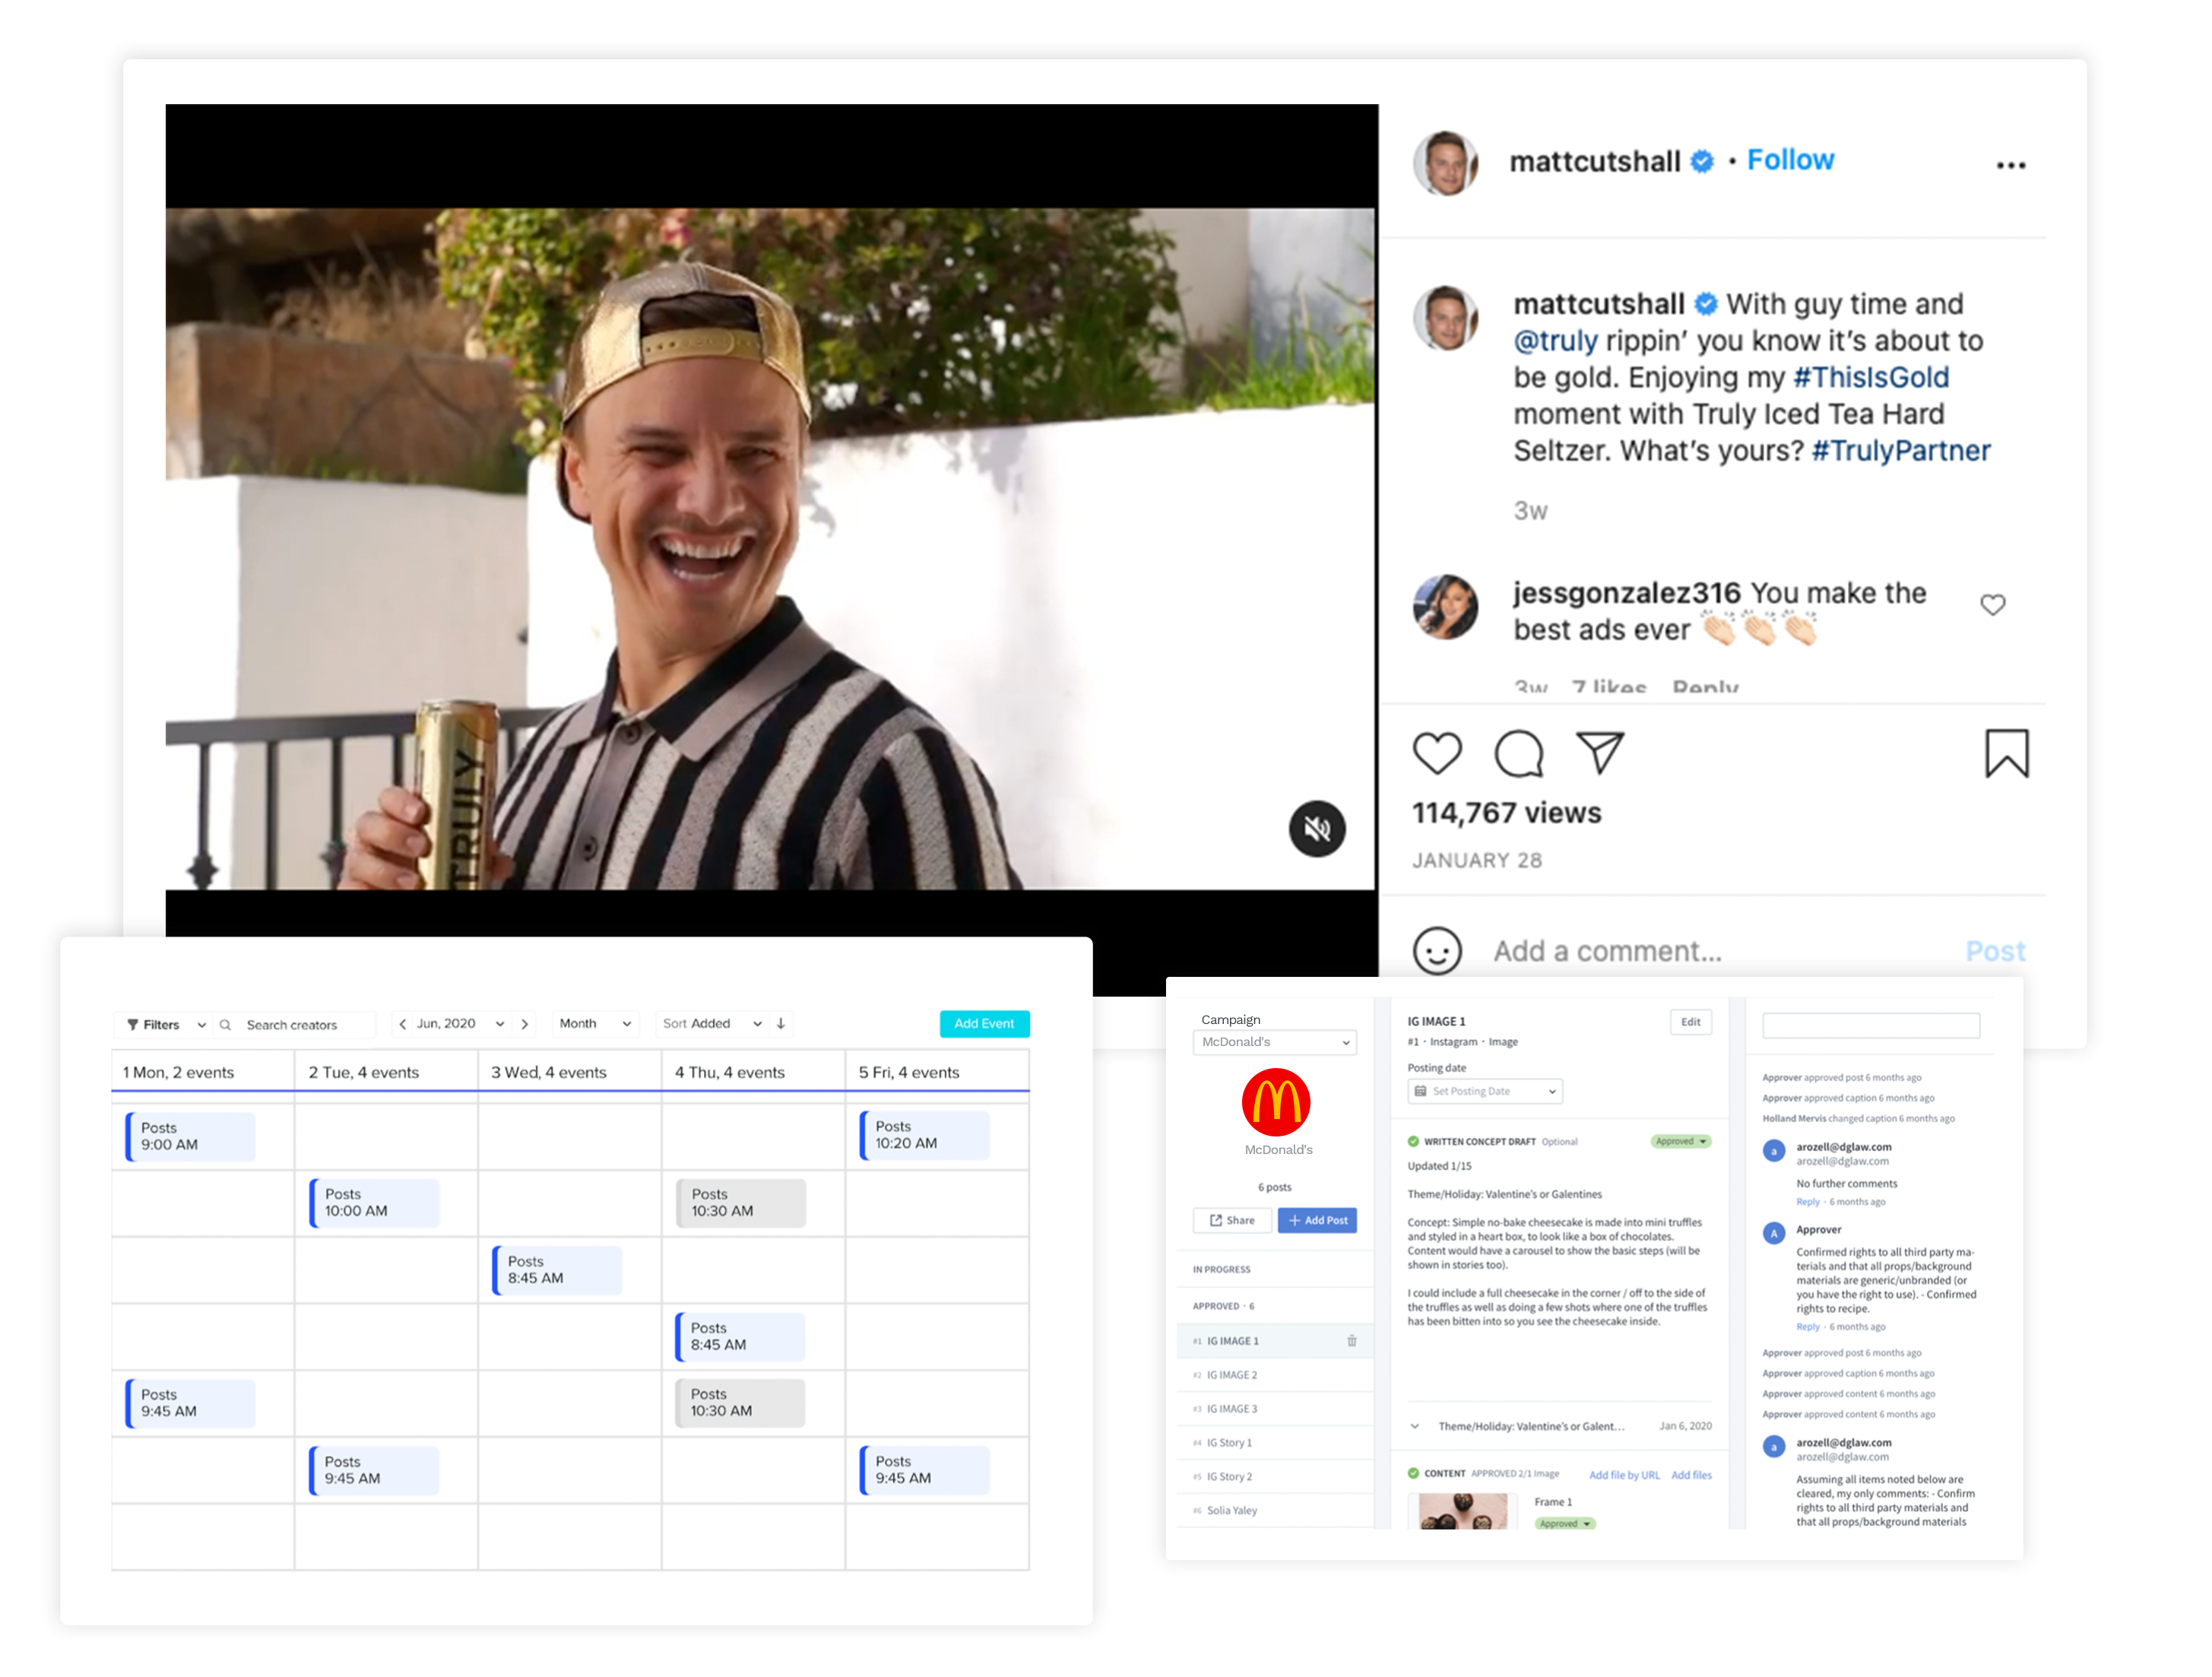 mattcutshall • Follow
mattcutshall With guy time and
@truly rippin’ you know it’s about to
be gold. Enjoying my #ThisIsGold
moment with Truly Iced Tea Hard
Seltzer. What’s yours? #TrulyPartner
3w
jessgonzalez316 You make the
best ads ever 👏🏻👏🏻👏🏻
3w 7 likes Reply
114,767 views
JANUARY 28
Add a comment... Post
TRULY
Filters Search creators Jun, 2020 Month Sort Added Add Event
1 Mon, 2 events 2 Tue, 4 events 3 Wed, 4 events 4 Thu, 4 events 5 Fri, 4 events
Posts
9:00 AM
Posts
10:20 AM
Posts
10:00 AM
Posts
10:30 AM
Posts
8:45 AM
Posts
8:45 AM
Posts
9:45 AM
Posts
10:30 AM
Posts
9:45 AM
Posts
9:45 AM
Campaign
McDonald's
McDonald's
6 posts
Share + Add Post
IN PROGRESS
APPROVED · 6
#1 IG IMAGE 1
#2 IG IMAGE 2
#3 IG IMAGE 3
#4 IG Story 1
#5 IG Story 2
#6 Solia Yaley
IG IMAGE 1 Edit
#1 · Instagram · Image
Posting date
Set Posting Date
WRITTEN CONCEPT DRAFT Optional Approved
Updated 1/15
Theme/Holiday: Valentine’s or Galentines
Concept: Simple no-bake cheesecake is made into mini truffles
and styled in a heart box, to look like a box of chocolates.
Content would have a carousel to show the basic steps (will be
shown in stories too).
I could include a full cheesecake in the corner / off to the side of
the truffles as well as doing a few shots where one of the truffles
has been bitten into so you see the cheesecake inside.
Theme/Holiday: Valentine’s or Galent... Jan 6, 2020
CONTENT APPROVED 2/1 Image Add file by URL Add files
Frame 1
Approved
Approver approved post 6 months ago
Approver approved caption 6 months ago
Holland Mervis changed caption 6 months ago
a arozell@dglaw.com
arozell@dglaw.com
No further comments
Reply · 6 months ago
A Approver
Confirmed rights to all third party ma-
terials and that all props/background
materials are generic/unbranded (or
you have the right to use). - Confirmed
rights to recipe.
Reply · 6 months ago
Approver approved post 6 months ago
Approver approved caption 6 months ago
Approver approved content 6 months ago
Approver approved content 6 months ago
a arozell@dglaw.com
arozell@dglaw.com
Assuming all items noted below are
cleared, my only comments: - Confirm
rights to all third party materials and
that all props/background materials